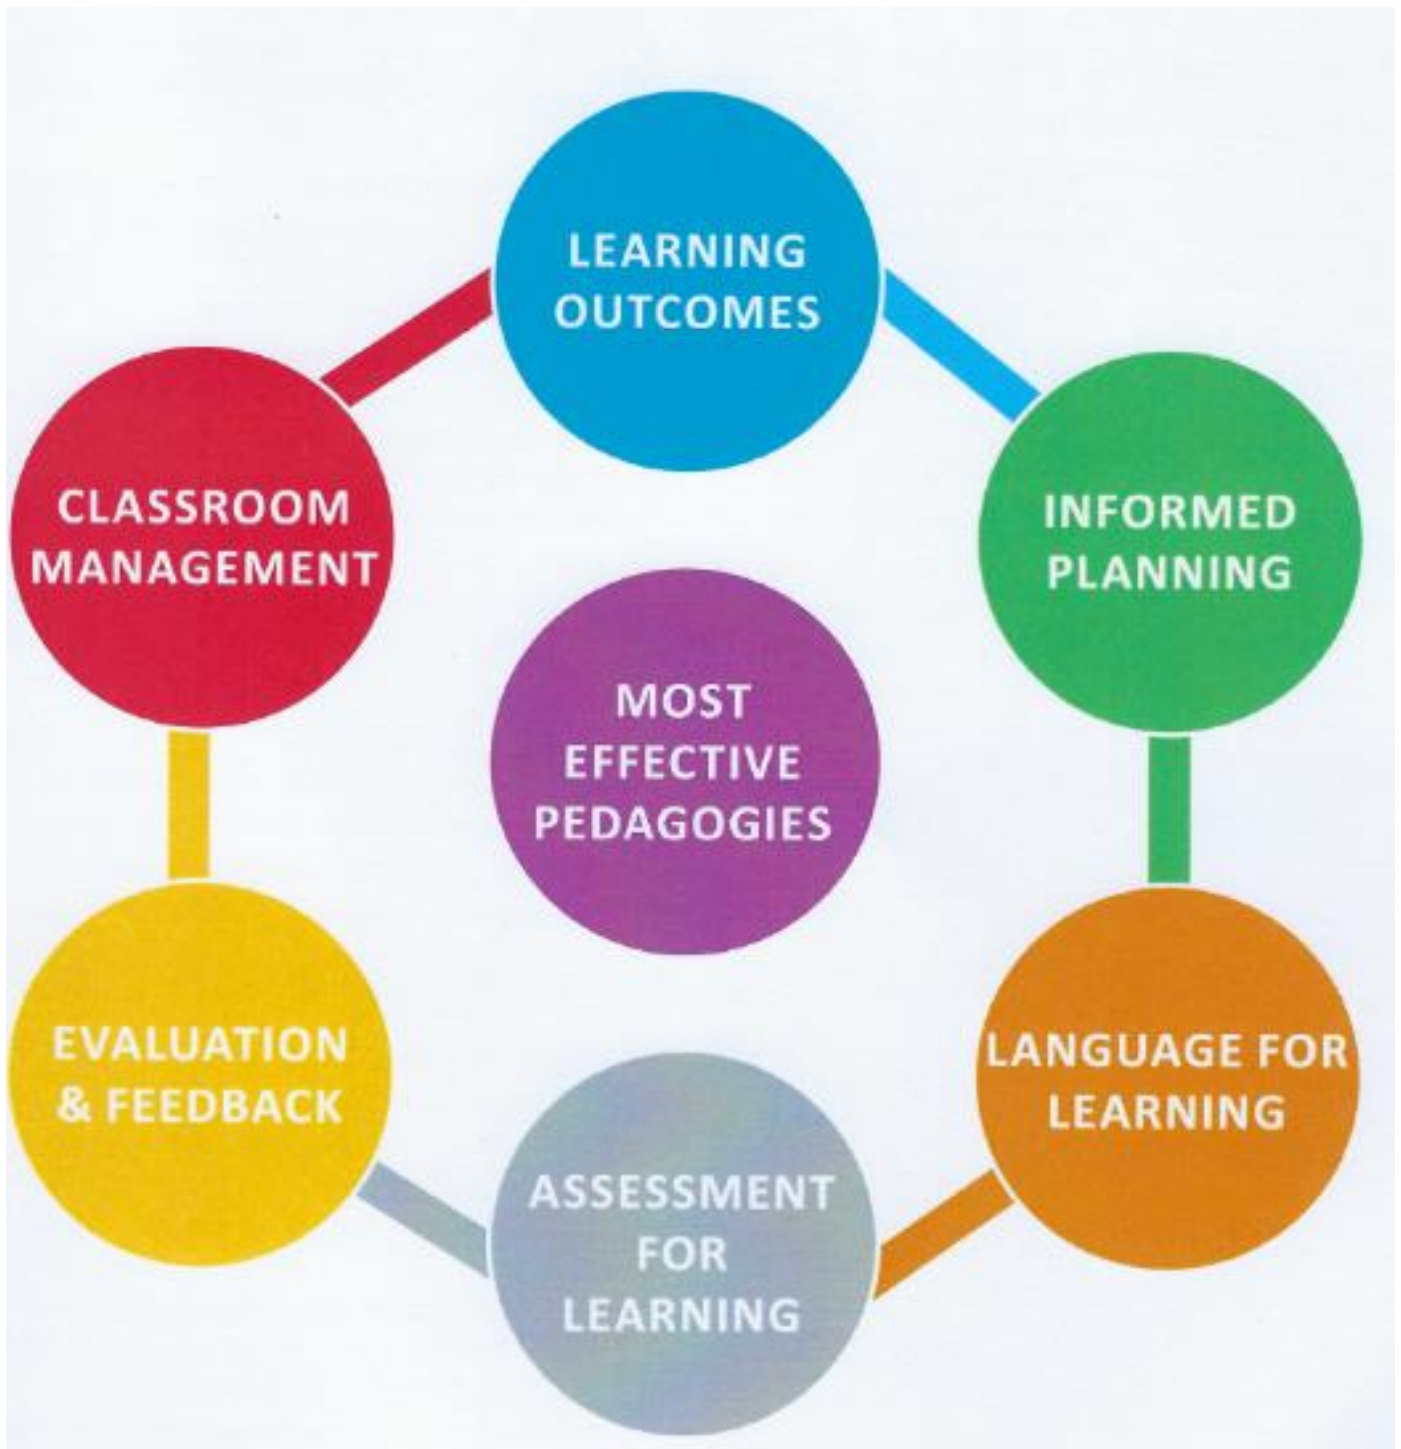 LEARNING
OUTCOMES
CLASSROOM
MANAGEMENT
INFORMED
PLANNING
MOST
EFFECTIVE
PEDAGOGIES
EVALUATION
& FEEDBACK
LANGUAGE FOR
LEARNING
ASSESSMENT
FOR
LEARNING